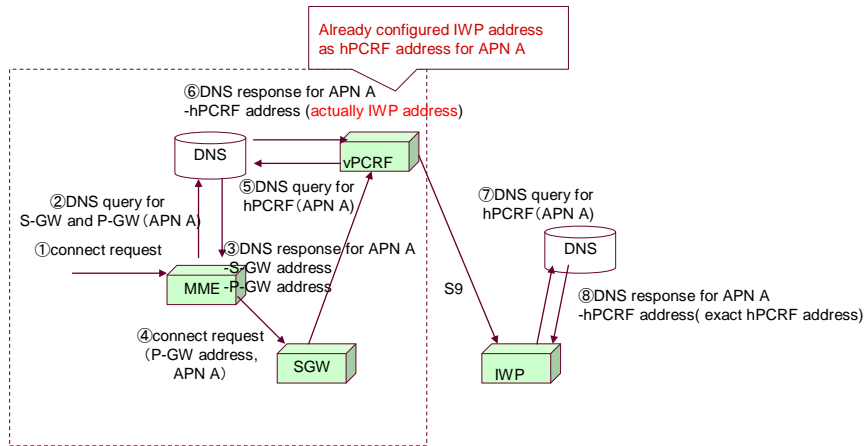 Already configured IWP address
as hPCRF address for APN A
⑥DNS response for APN A
-hPCRF address (actually IWP address)
DNS
vPCRF
②DNS query for
S-GW and P-GW(APN A)
⑤DNS query for
hPCRF(APN A)
⑦DNS query for
hPCRF(APN A)
①connect request
③DNS response for APN A
-S-GW address
-P-GW address
DNS
MME
S9
⑧DNS response for APN A
-hPCRF address( exact hPCRF address)
④connect request
(P-GW address,
APN A)
SGW
IWP